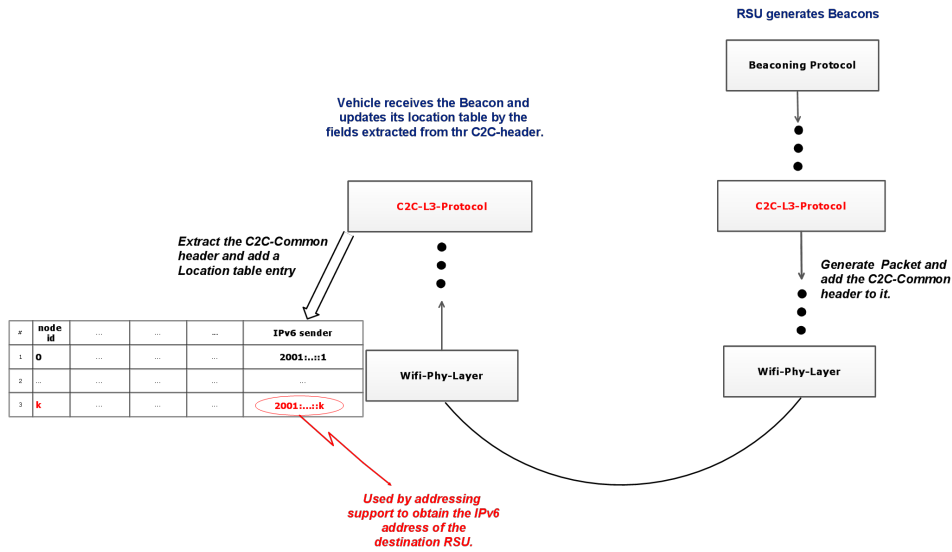 RSU generates Beacons
Beaconing Protocol
Vehicle receives the Beacon and
updates its location table by the
fields extracted from thr C2C-header.
C2C-L3-Protocol
C2C-L3-Protocol
Extract the C2C-Common
header and add a
Location table entry
Generate Packet and
add the C2C-Common
header to it.
# node id ... ... ... IPv6 sender
1 0 ... ... ... 2001:..::1
2 ... ... ... ... ...
3 k ... ... ... 2001:...::k
Wifi-Phy-Layer
Wifi-Phy-Layer
Used by addressing
support to obtain the IPv6
address of the
destination RSU.